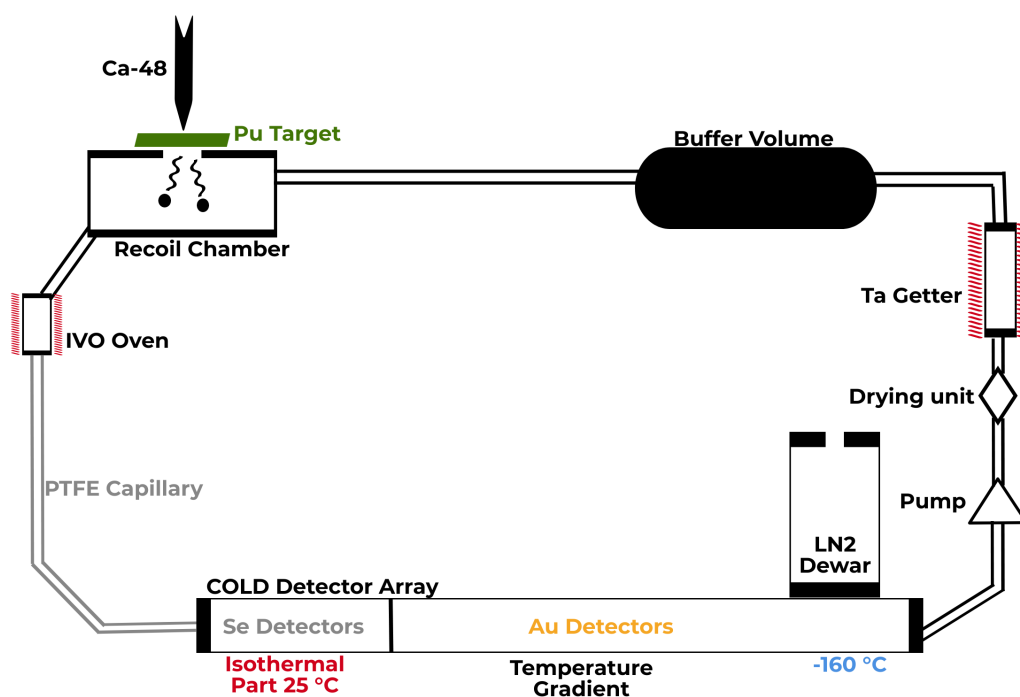 Ca-48
Pu Target
Buffer Volume
Recoil Chamber
Ta Getter
IVO Oven
Drying unit
PTFE Capillary
Pump
LN2
Dewar
COLD Detector Array
Se Detectors
Au Detectors
Isothermal
Part 25 °C
Temperature
Gradient
-160 °C